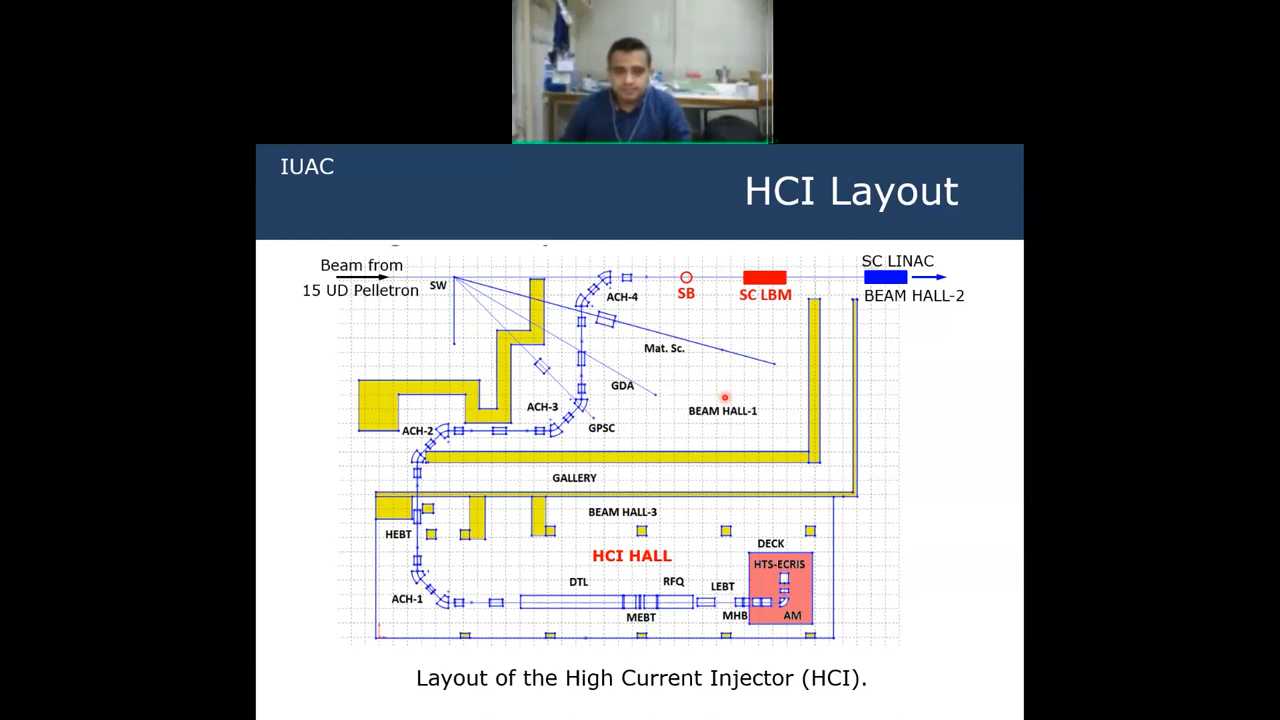 IUAC
HCI Layout
Beam from
15 UD Pelletron
SW
ACH-4
SB
SC LBM
SC LINAC
BEAM HALL-2
Mat. Sc.
GDA
ACH-3
GPSC
BEAM HALL-1
ACH-2
GALLERY
BEAM HALL-3
HEBT
HCI HALL
DECK
HTS-ECRIS
DTL
RFQ
LEBT
ACH-1
MEBT
MHB
AM
Layout of the High Current Injector (HCI).